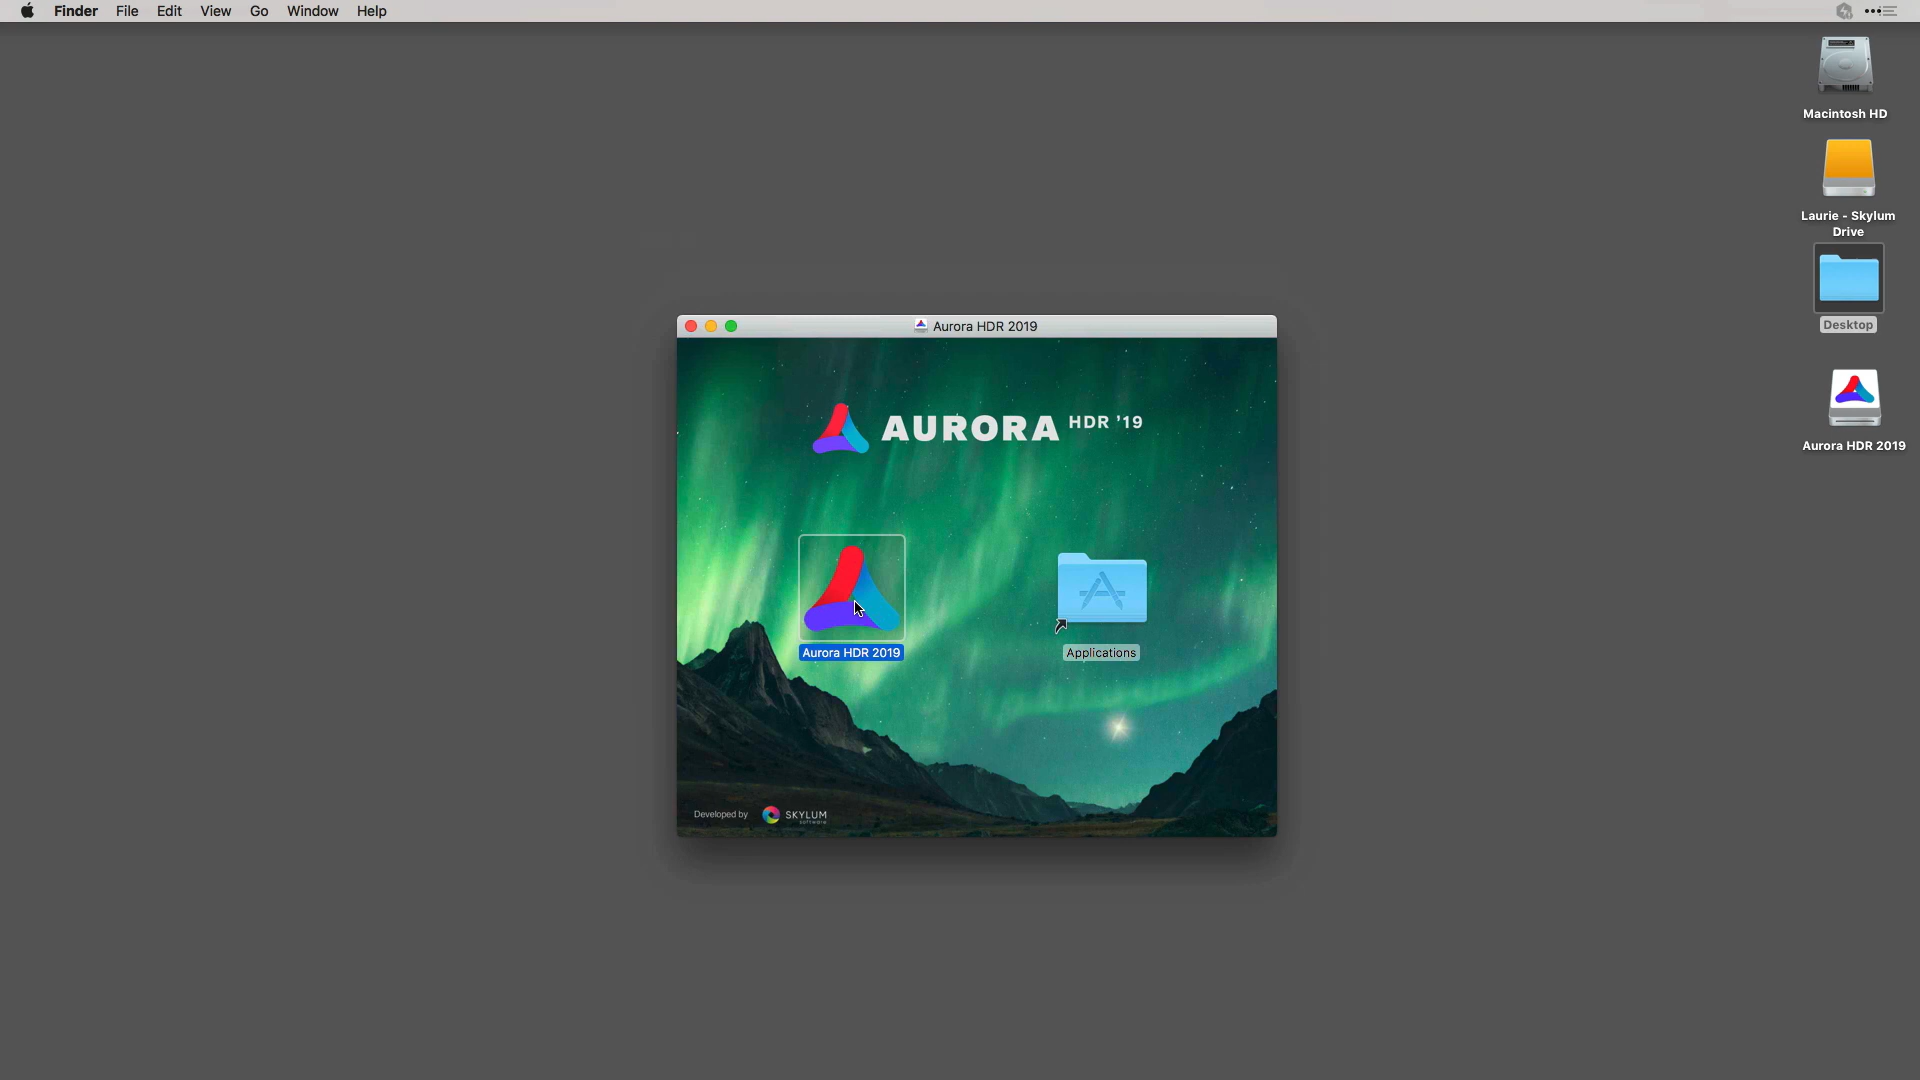 Finder File Edit View Go Window Help
Macintosh HD
Laurie - Skylum
Drive
Desktop
Aurora HDR 2019
Aurora HDR 2019
AURORA HDR '19
Aurora HDR 2019
Applications
Developed by SKYLUM
software